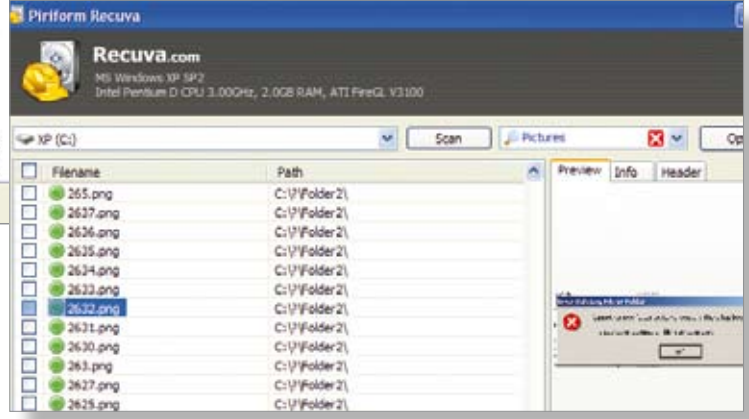 Piriform Recuva
Recuva.com
MS Windows XP SP2
Intel Pentium D CPU 3.00GHz, 2.0GB RAM, ATI FireGL V3100
XP (C:) Scan Pictures Op
Filename Path Preview Info Header
265.png C:\?\Folder2\
2637.png C:\?\Folder2\
2636.png C:\?\Folder2\
2635.png C:\?\Folder2\
2634.png C:\?\Folder2\
2633.png C:\?\Folder2\
2632.png C:\?\Folder2\
2631.png C:\?\Folder2\
2630.png C:\?\Folder2\
263.png C:\?\Folder2\
2627.png C:\?\Folder2\
2625.png C:\?\Folder2\